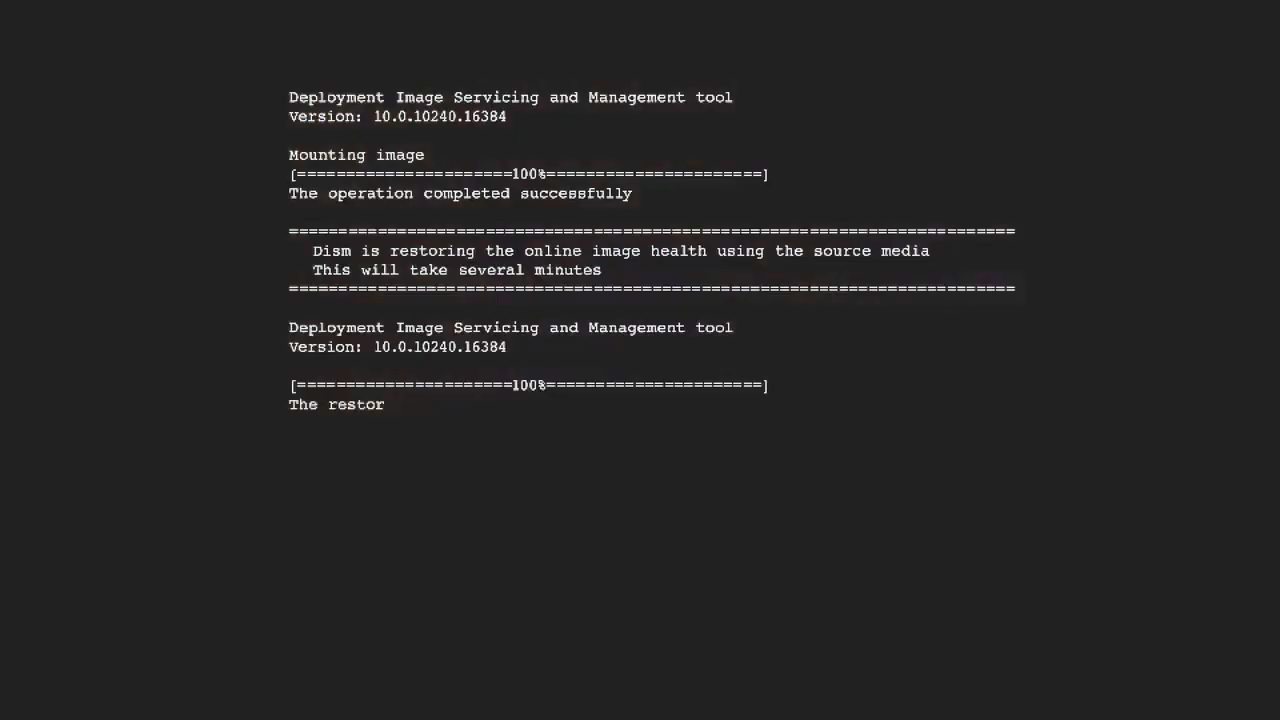 Deployment Image Servicing and Management tool
Version: 10.0.10240.16384
Mounting image
[======================100%======================]
The operation completed successfully
===========================================================================
Dism is restoring the online image health using the source media
This will take several minutes
===========================================================================
Deployment Image Servicing and Management tool
Version: 10.0.10240.16384
[======================100%======================]
The restor